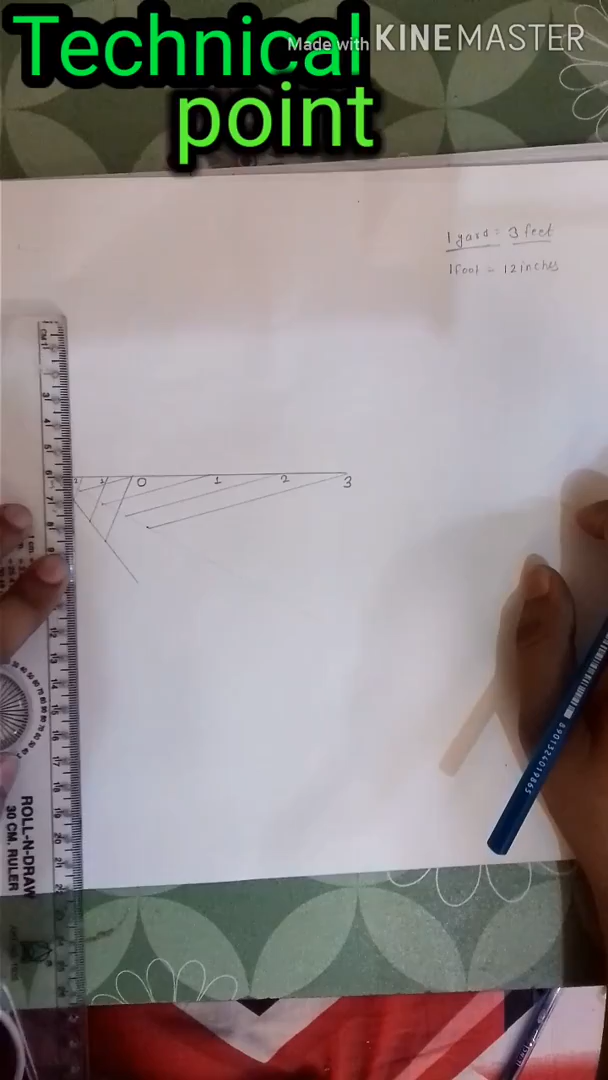 Technical
point
Made with KINEMASTER
1 yard = 3 feet
1 foot = 12 inches
0 1 2 3
ROLL-N-DRAW
30 CM. RULER
8901324019865